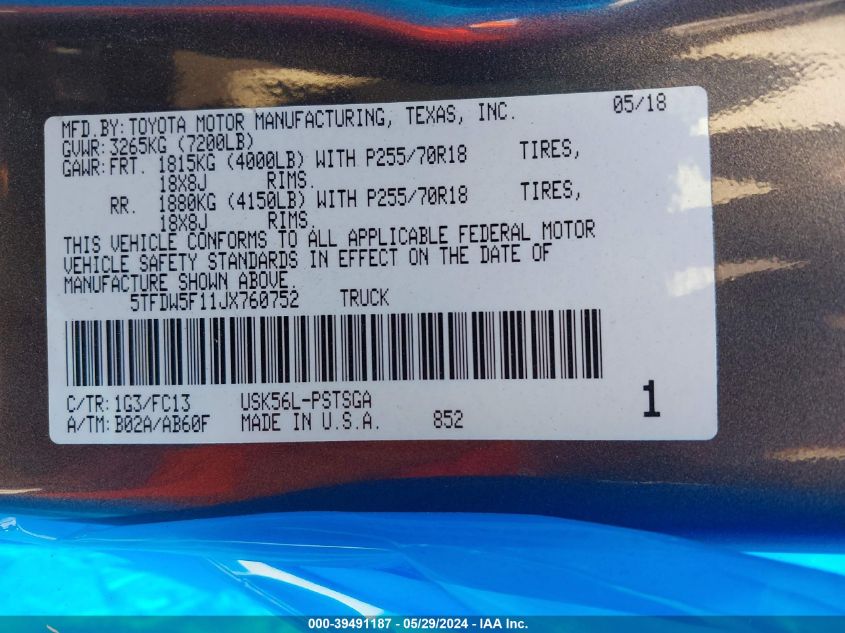 MFD.BY:TOYOTA MOTOR MANUFACTURING, TEXAS, INC. 05/18
GVWR:3265KG (7200LB)
GAWR:FRT. 1815KG (4000LB) WITH P255/70R18 TIRES,
18X8J RIMS.
RR. 1880KG (4150LB) WITH P255/70R18 TIRES,
18X8J RIMS.
THIS VEHICLE CONFORMS TO ALL APPLICABLE FEDERAL MOTOR
VEHICLE SAFETY STANDARDS IN EFFECT ON THE DATE OF
MANUFACTURE SHOWN ABOVE.
5TFDW5F11JX760752 TRUCK
C/TR:1G3/FC13 USK56L-PSTSGA
A/TM:B02A/AB60F MADE IN U.S.A. 852
1
000-39491187 - 05/29/2024 - IAA Inc.